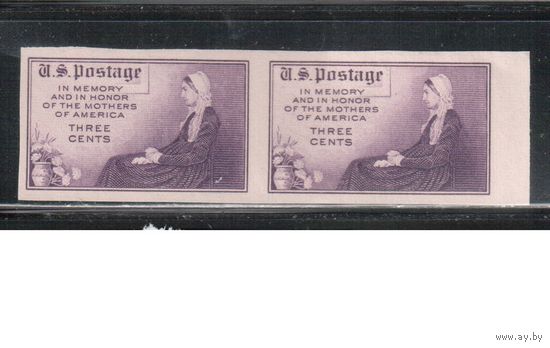 U.S. Postage
IN MEMORY
AND IN HONOR
OF THE MOTHERS
OF AMERICA
THREE
CENTS
U.S. Postage
IN MEMORY
AND IN HONOR
OF THE MOTHERS
OF AMERICA
THREE
CENTS
www.ay.by